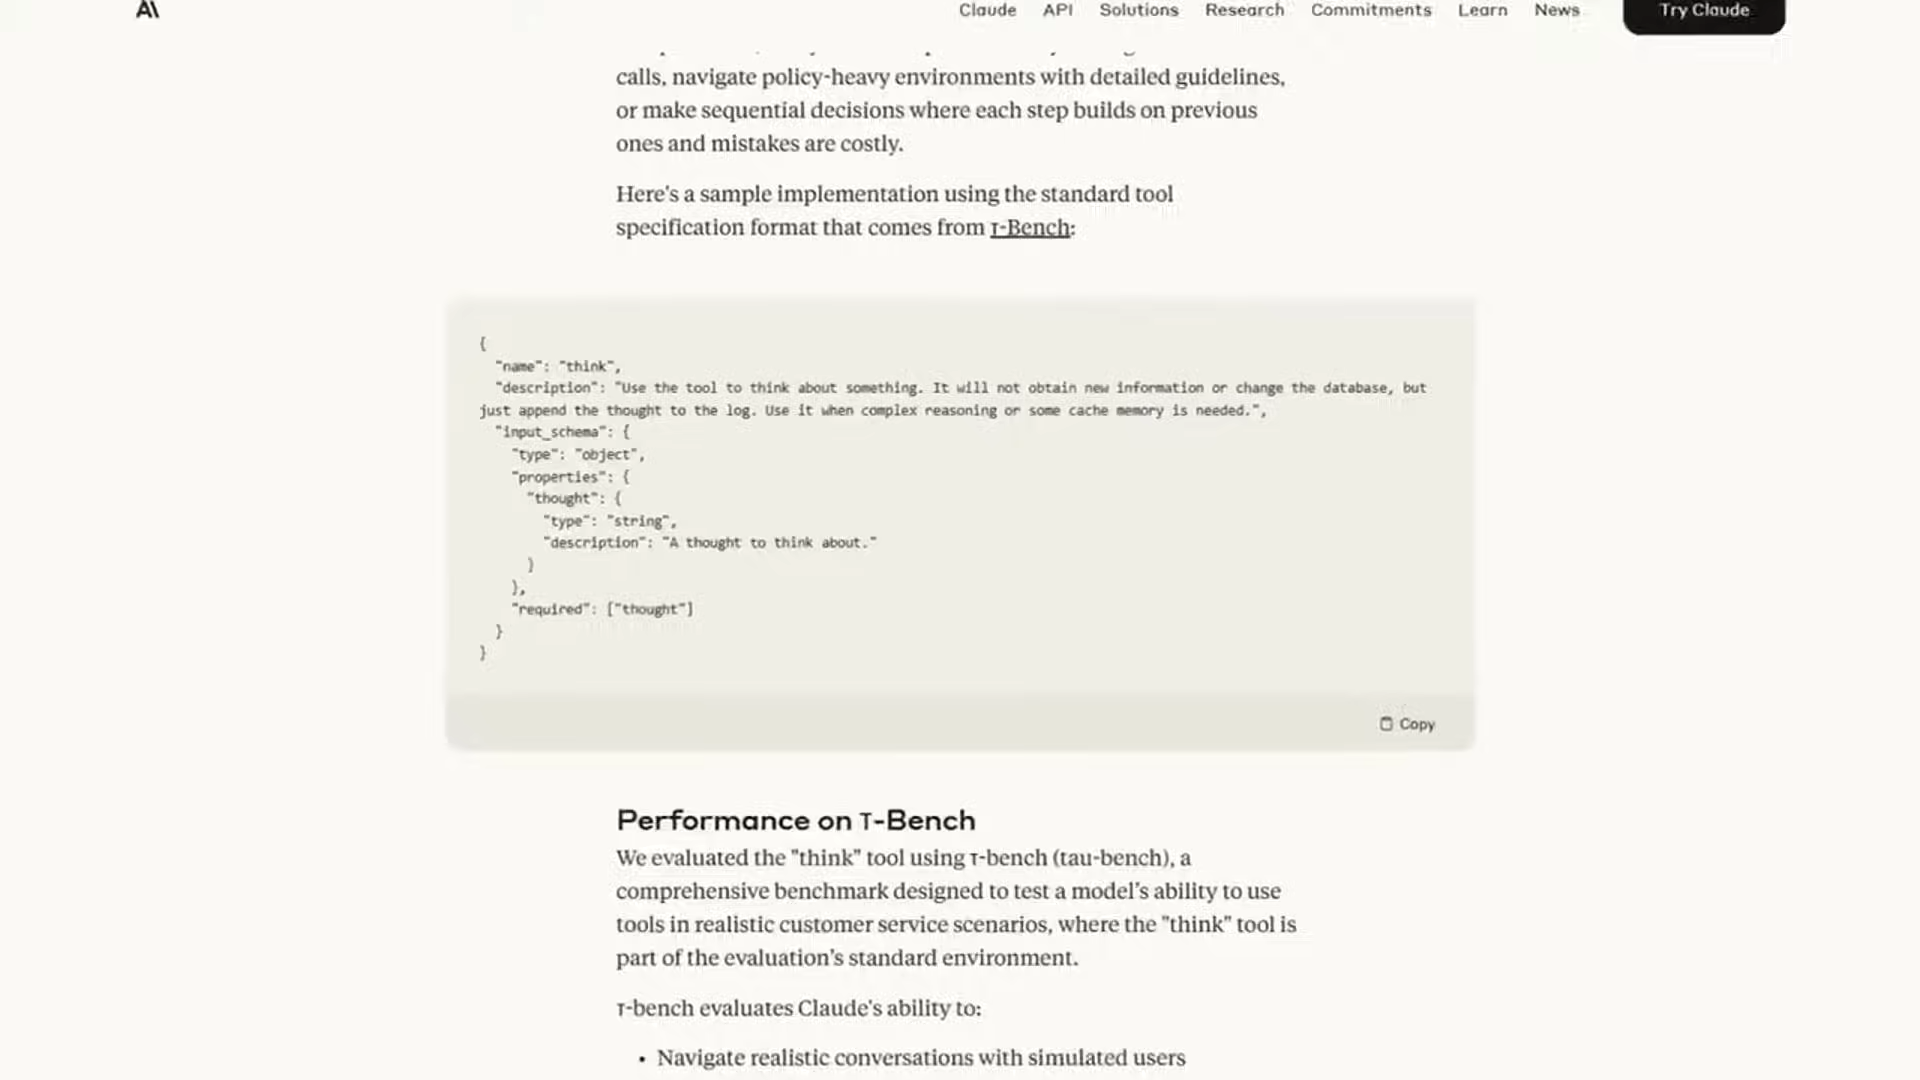 A\
Claude API Solutions Research Commitments Learn News Try Claude
calls, navigate policy-heavy environments with detailed guidelines,
or make sequential decisions where each step builds on previous
ones and mistakes are costly.
Here's a sample implementation using the standard tool
specification format that comes from τ-Bench:
{
"name": "think",
"description": "Use the tool to think about something. It will not obtain new information or change the database, but
just append the thought to the log. Use it when complex reasoning or some cache memory is needed.",
"input_schema": {
"type": "object",
"properties": {
"thought": {
"type": "string",
"description": "A thought to think about."
}
},
"required": ["thought"]
}
}
Copy
Performance on τ-Bench
We evaluated the "think" tool using τ-bench (tau-bench), a
comprehensive benchmark designed to test a model's ability to use
tools in realistic customer service scenarios, where the "think" tool is
part of the evaluation's standard environment.
τ-bench evaluates Claude's ability to:
• Navigate realistic conversations with simulated users